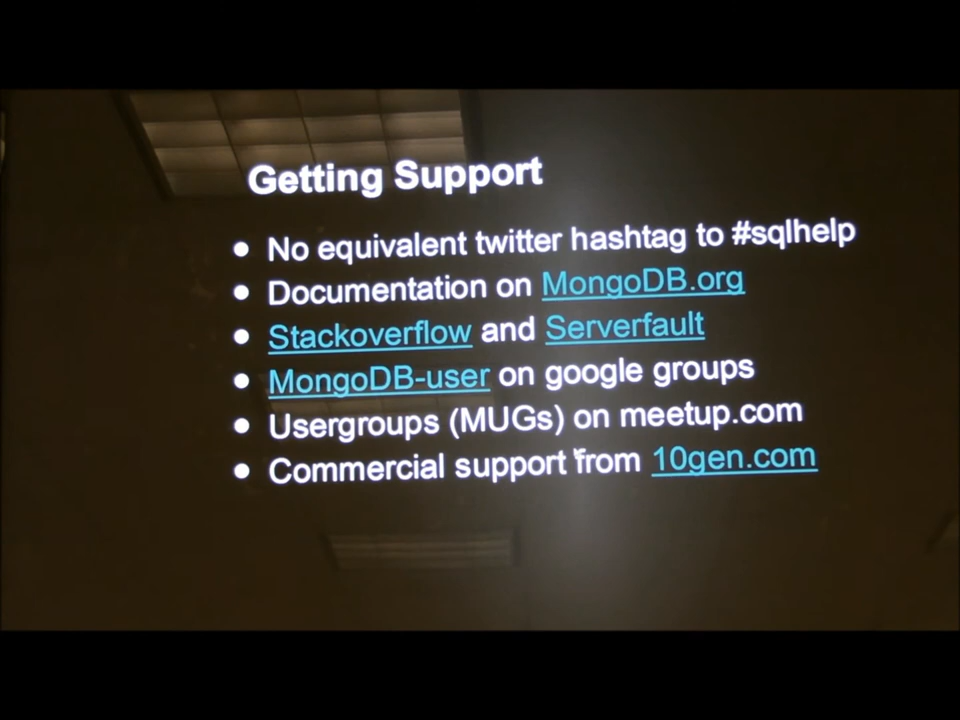 Getting Support
• No equivalent twitter hashtag to #sqlhelp
• Documentation on MongoDB.org
• Stackoverflow and Serverfault
• MongoDB-user on google groups
• Usergroups (MUGs) on meetup.com
• Commercial support from 10gen.com